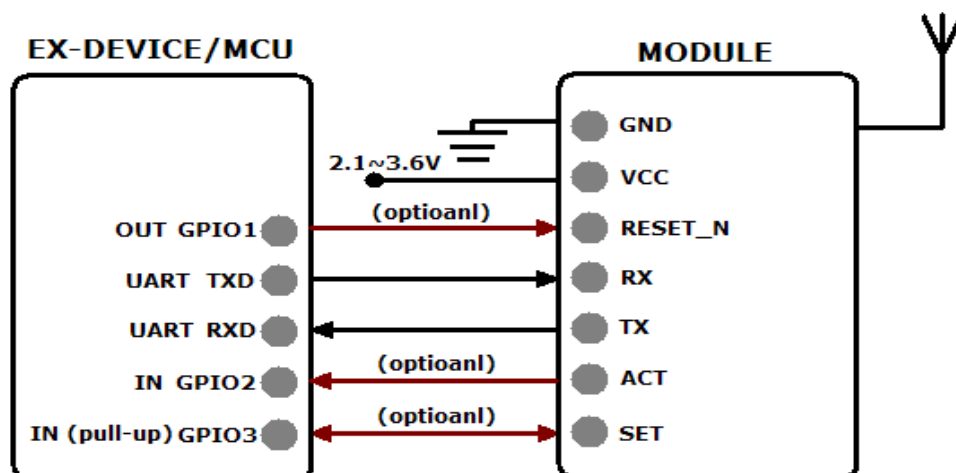 EX-DEVICE/MCU
MODULE
GND
2.1~3.6V
VCC
(optioanl)
OUT GPIO1
RESET_N
UART TXD
RX
UART RXD
TX
(optioanl)
IN GPIO2
ACT
(optioanl)
IN (pull-up) GPIO3
SET